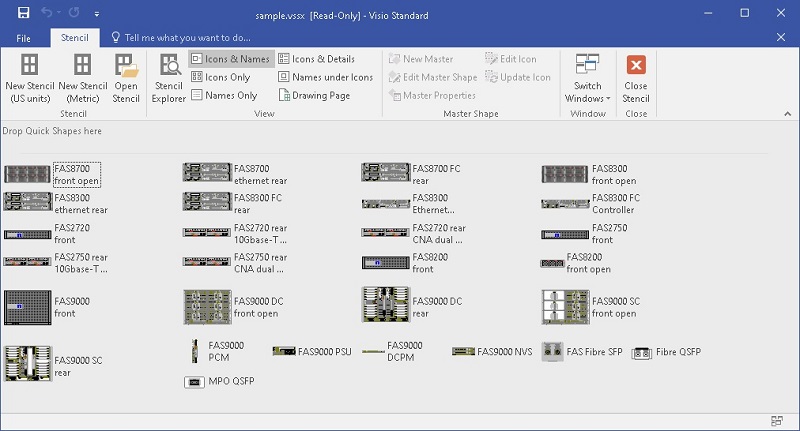 sample.vssx [Read-Only] - Visio Standard
File Stencil Tell me what you want to do...
New Stencil (US units)
New Stencil (Metric)
Open Stencil
Stencil
Stencil Explorer
Icons & Names
Icons Only
Names Only
Icons & Details
Names under Icons
Drawing Page
View
New Master
Edit Master Shape
Master Properties
Edit Icon
Update Icon
Master Shape
Switch Windows
Window
Close Stencil
Close
Drop Quick Shapes here
FAS8700
front open
FAS8700
ethernet rear
FAS8700 FC
rear
FAS8300
front open
FAS8300
ethernet rear
FAS8300 FC
rear
FAS8300
Ethernet...
FAS8300 FC
Controller
FAS2720
front
FAS2720 rear
10Gbase-T ...
FAS2720 rear
CNA dual ...
FAS2750
front
FAS2750 rear
10Gbase-T...
FAS2750 rear
CNA dual ...
FAS8200
front
FAS8200
front open
FAS9000
front
FAS9000 DC
front open
FAS9000 DC
rear
FAS9000 SC
front open
FAS9000 SC
rear
FAS9000
PCM
FAS9000 PSU
FAS9000
DCPM
FAS9000 NVS
FAS Fibre SFP
Fibre QSFP
MPO QSFP